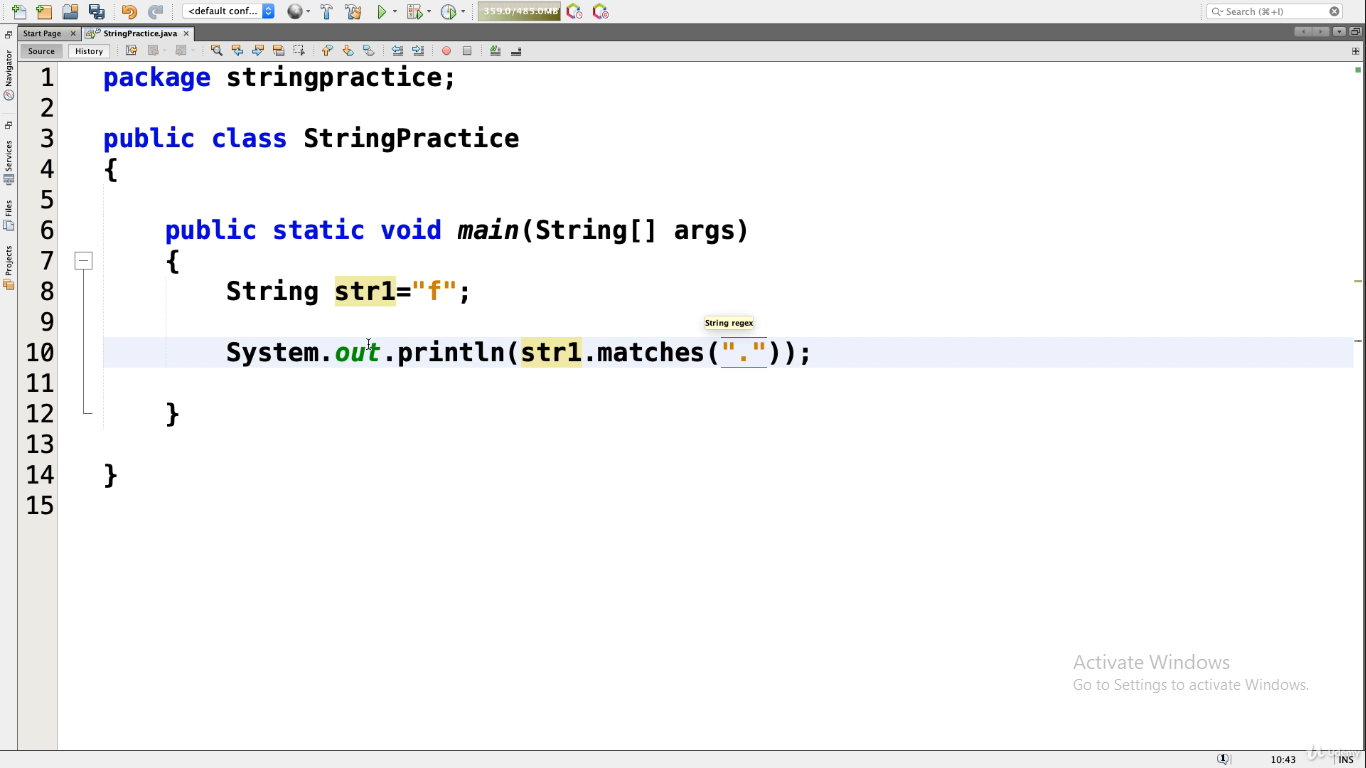 <default conf...
359.0/485.0MB
Search (⌘+I)
Start Page
StringPractice.java
Source
History
Navigator
Services
Files
Projects
1 package stringpractice;
2
3 public class StringPractice
4 {
5
6 public static void main(String[] args)
7 {
8 String str1="f";
9
String regex
10 System.out.println(str1.matches("."));
11
12 }
13
14 }
15
Activate Windows
Go to Settings to activate Windows.
1
10:43
INS